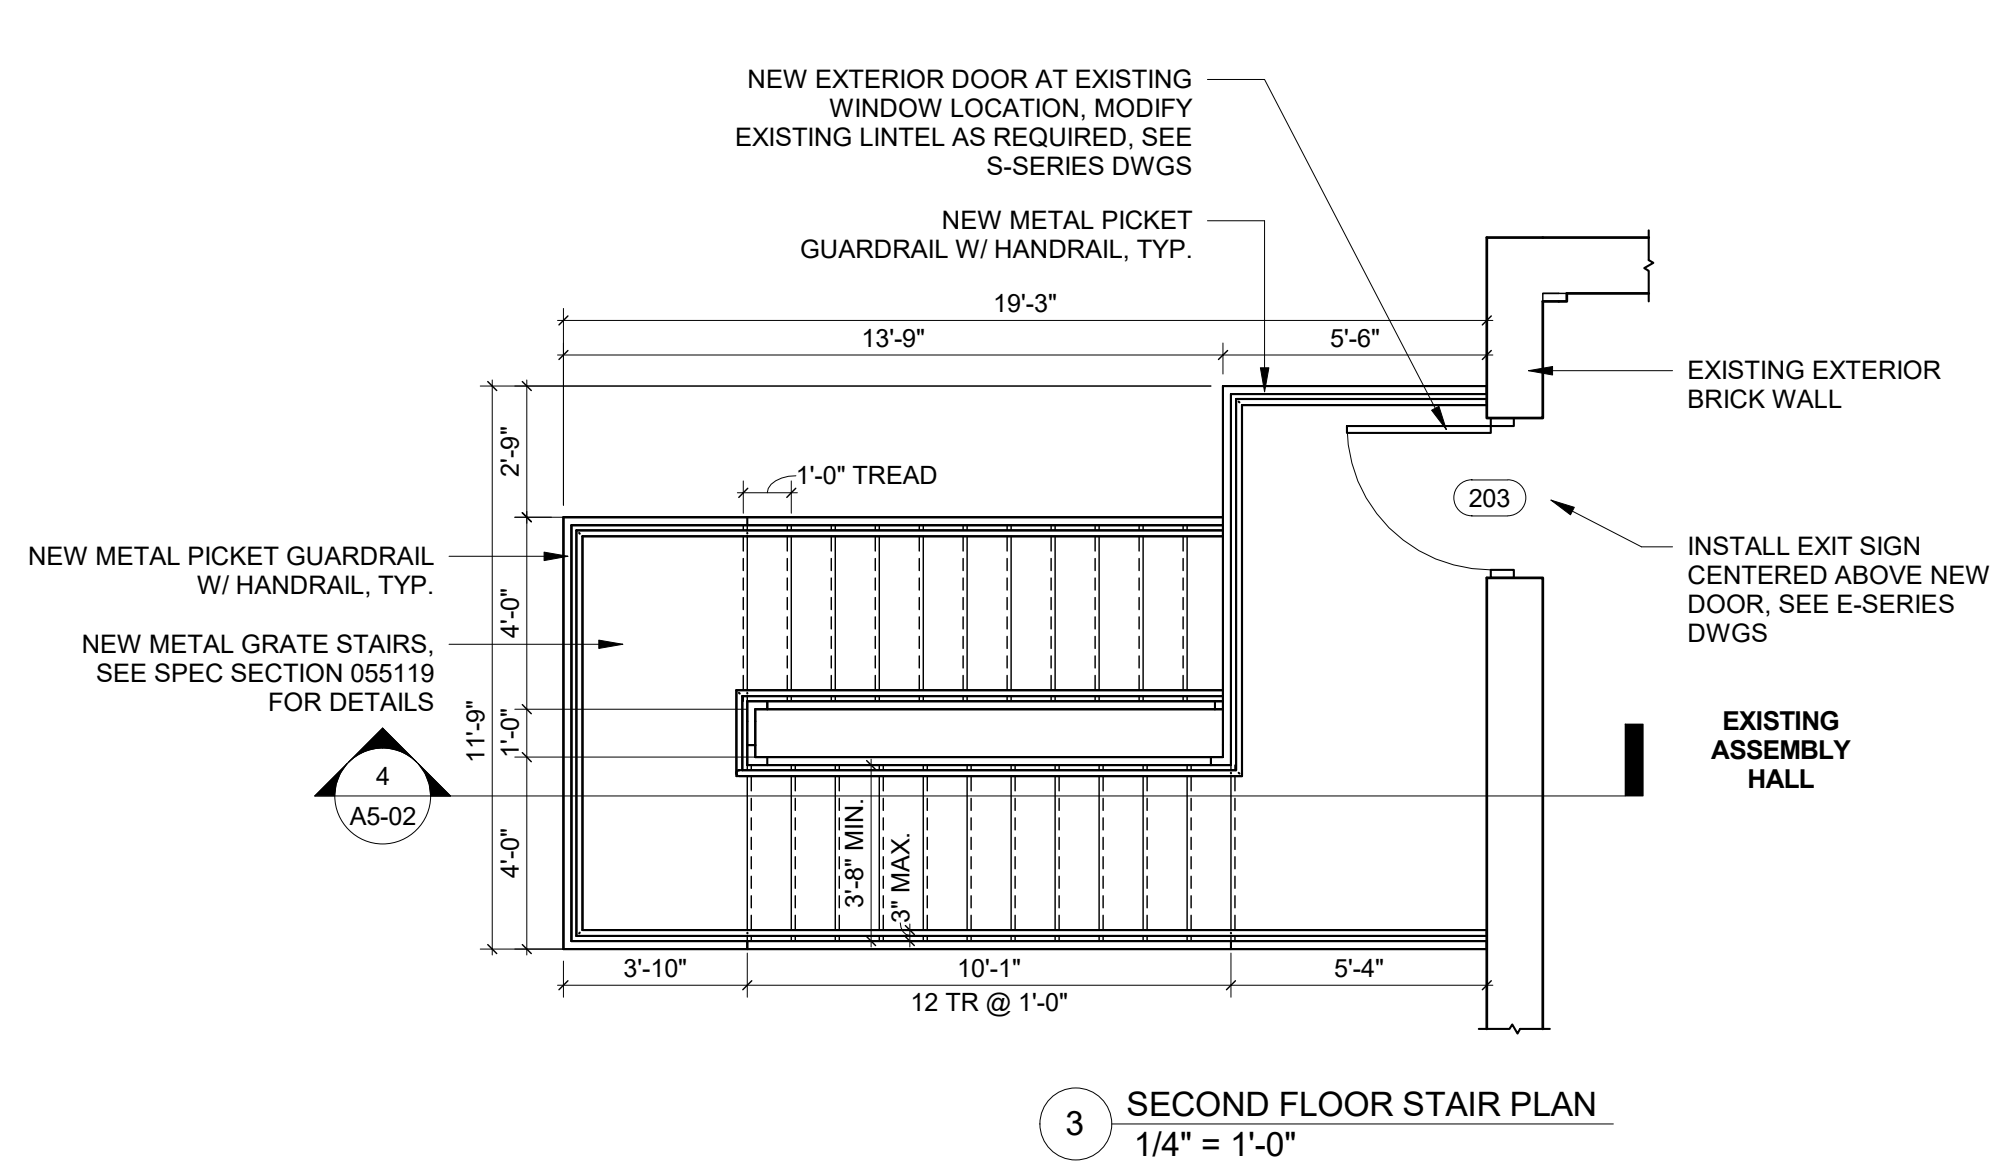 NEW EXTERIOR DOOR AT EXISTING
WINDOW LOCATION, MODIFY
EXISTING LINTEL AS REQUIRED, SEE
S-SERIES DWGS
NEW METAL PICKET
GUARDRAIL W/ HANDRAIL, TYP.
19'-3"
13'-9"
5'-6"
EXISTING EXTERIOR
BRICK WALL
2'-9"
1'-0" TREAD
203
NEW METAL PICKET GUARDRAIL
W/ HANDRAIL, TYP.
INSTALL EXIT SIGN
CENTERED ABOVE NEW
DOOR, SEE E-SERIES
DWGS
4'-0"
NEW METAL GRATE STAIRS,
SEE SPEC SECTION 055119
FOR DETAILS
11'-9"
1'-0"
EXISTING
ASSEMBLY
HALL
4
A5-02
4'-0"
3'-8" MIN.
3" MAX.
3'-10"
10'-1"
5'-4"
12 TR @ 1'-0"
3
SECOND FLOOR STAIR PLAN
1/4" = 1'-0"